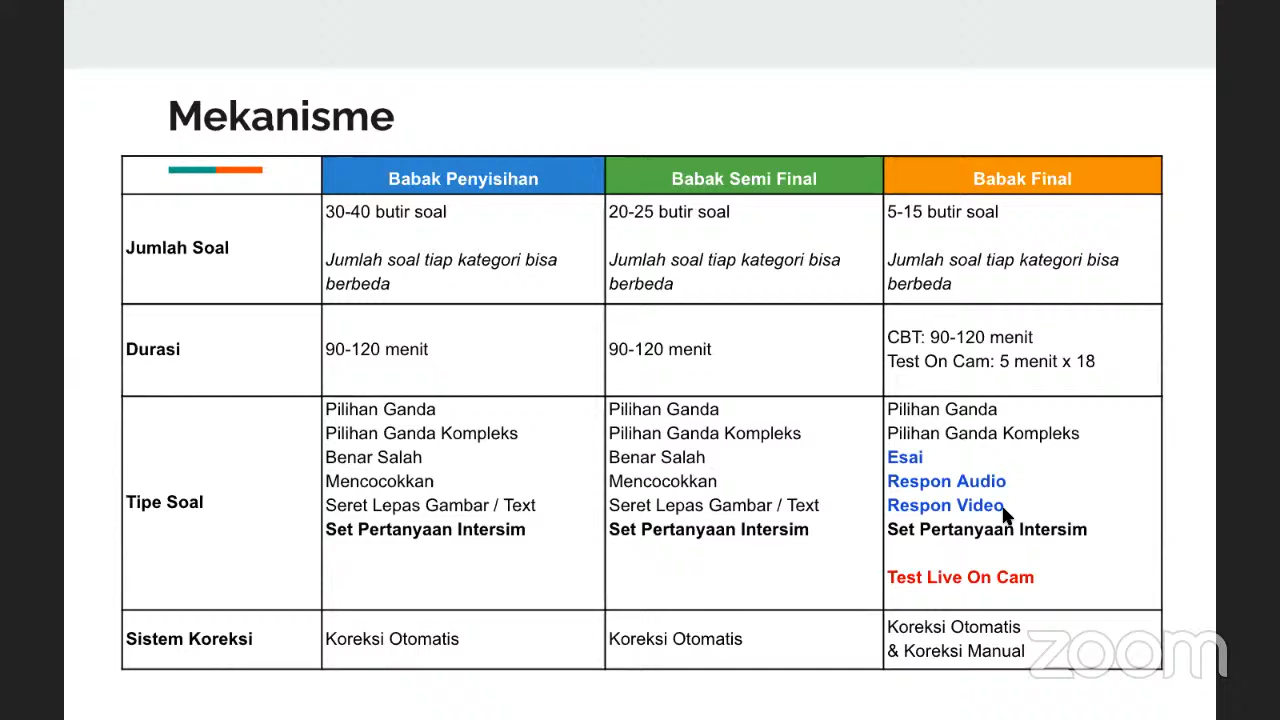 Mekanisme
Babak Penyisihan
Babak Semi Final
Babak Final
Jumlah Soal
30-40 butir soal
Jumlah soal tiap kategori bisa
berbeda
20-25 butir soal
Jumlah soal tiap kategori bisa
berbeda
5-15 butir soal
Jumlah soal tiap kategori bisa
berbeda
Durasi
90-120 menit
90-120 menit
CBT: 90-120 menit
Test On Cam: 5 menit x 18
Tipe Soal
Pilihan Ganda
Pilihan Ganda Kompleks
Benar Salah
Mencocokkan
Seret Lepas Gambar / Text
Set Pertanyaan Intersim
Pilihan Ganda
Pilihan Ganda Kompleks
Benar Salah
Mencocokkan
Seret Lepas Gambar / Text
Set Pertanyaan Intersim
Pilihan Ganda
Pilihan Ganda Kompleks
Esai
Respon Audio
Respon Video
Set Pertanyaan Intersim
Test Live On Cam
Sistem Koreksi
Koreksi Otomatis
Koreksi Otomatis
Koreksi Otomatis
& Koreksi Manual
zoom